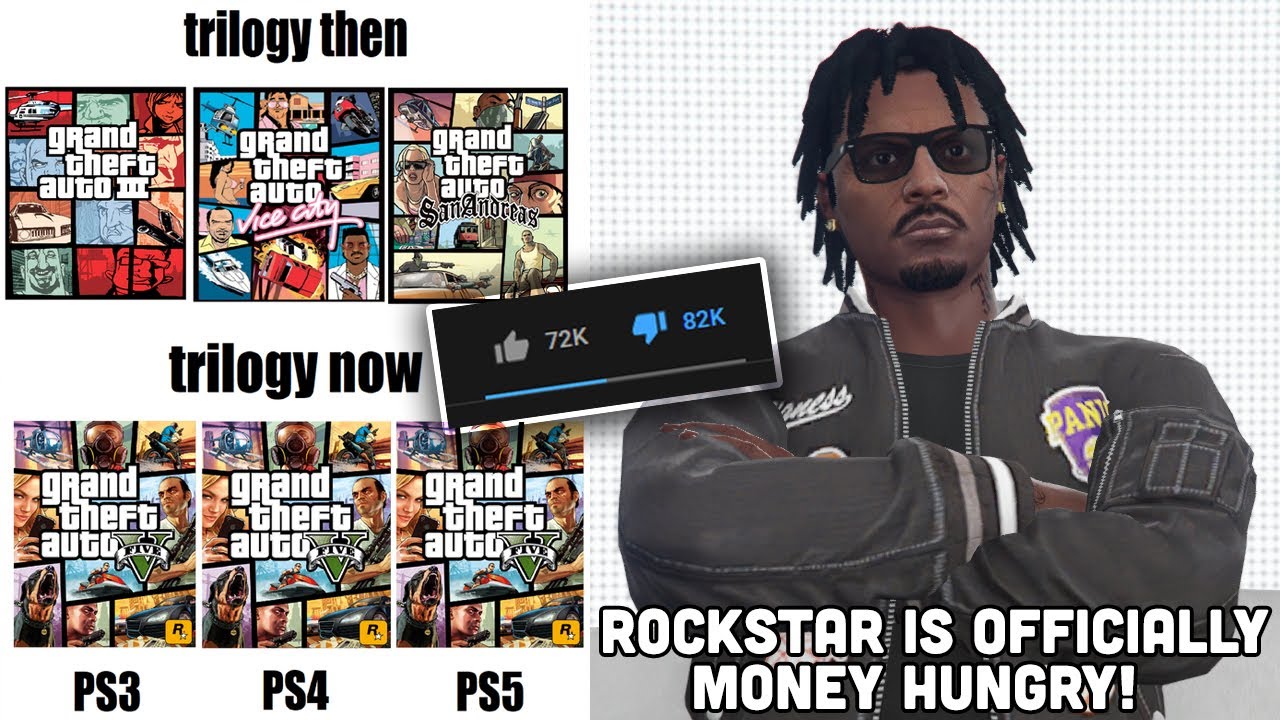 trilogy then
grand
theft
auto III
GRAND
THEFT
AUTO
Vice City
GRAND
THEFT
AUTO
San Andreas
72K
82K
trilogy now
grand
theft
auto V
FIVE
R
grand
theft
auto V
FIVE
R
grand
theft
auto V
FIVE
R
PS3
PS4
PS5
PANI
ROCKSTAR IS OFFICIALLY
MONEY HUNGRY!